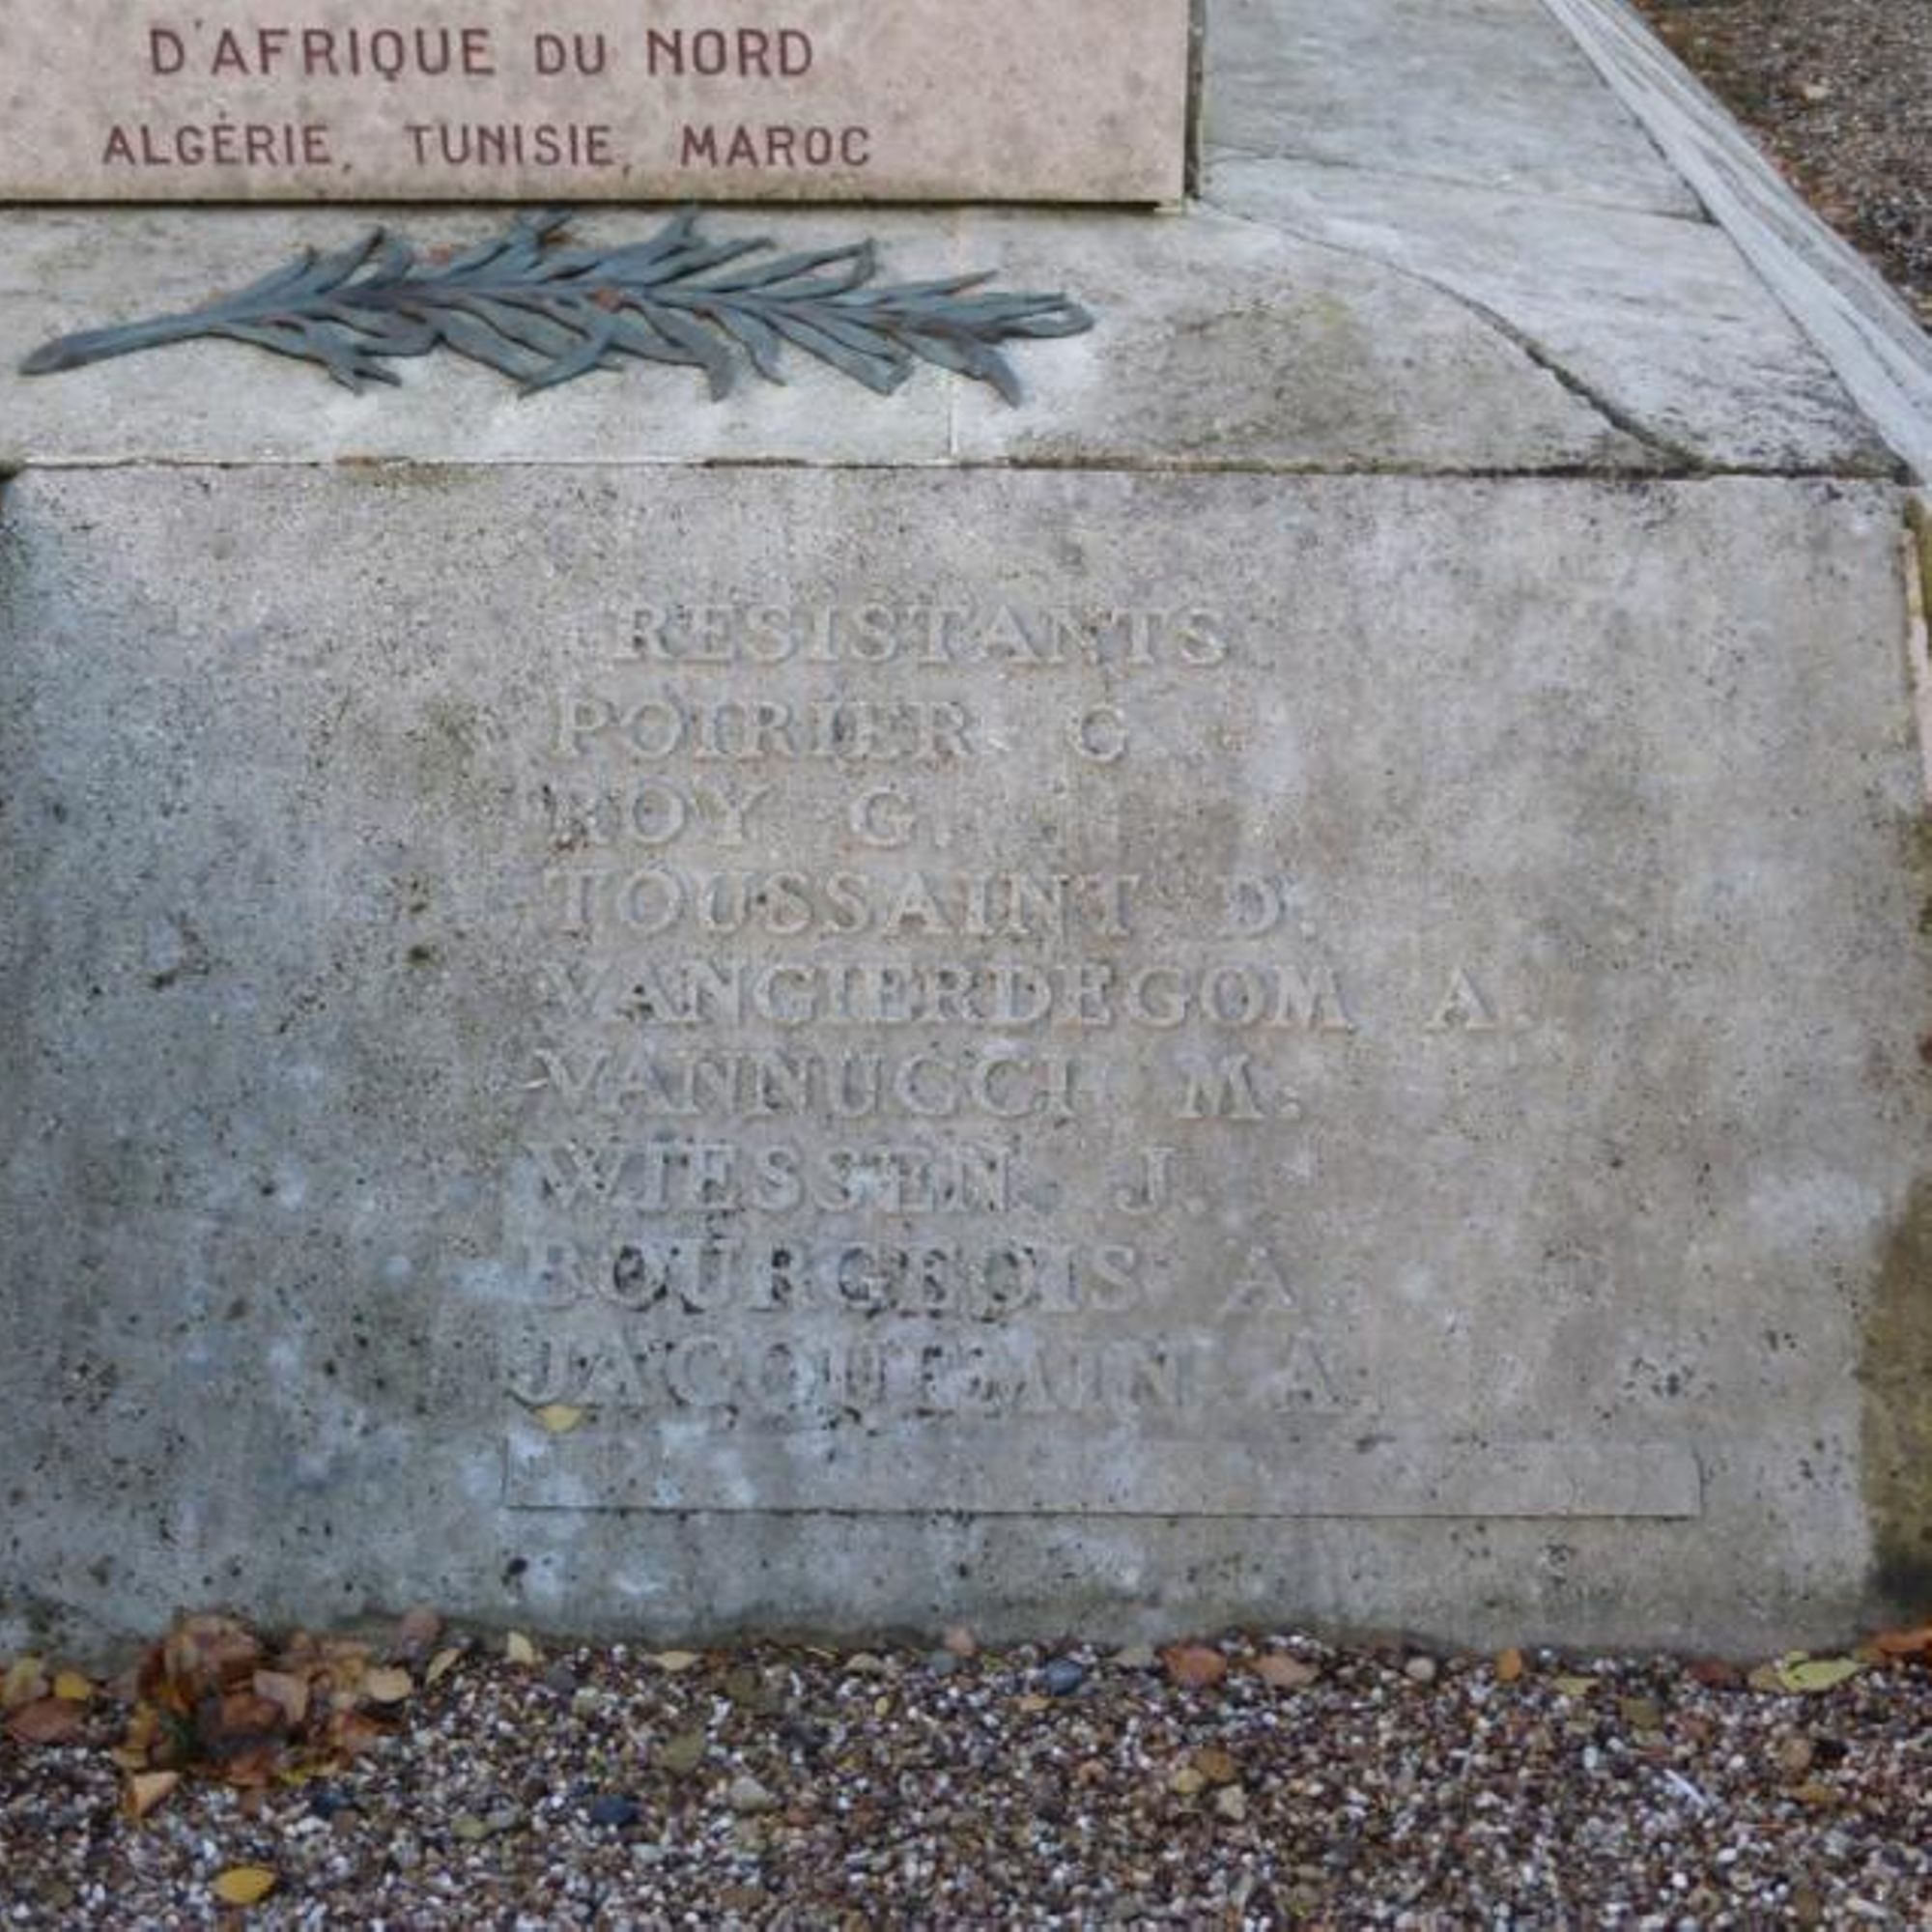 D'AFRIQUE DU NORD
ALGÉRIE, TUNISIE, MAROC
RESISTANTS
POIRIER C
ROY G.
TOUSSAINT D.
VANGIERDEGOM A.
VANNUCCI M.
WIESSEN J.
BOURGEOIS A.
JACQUEMIN A.